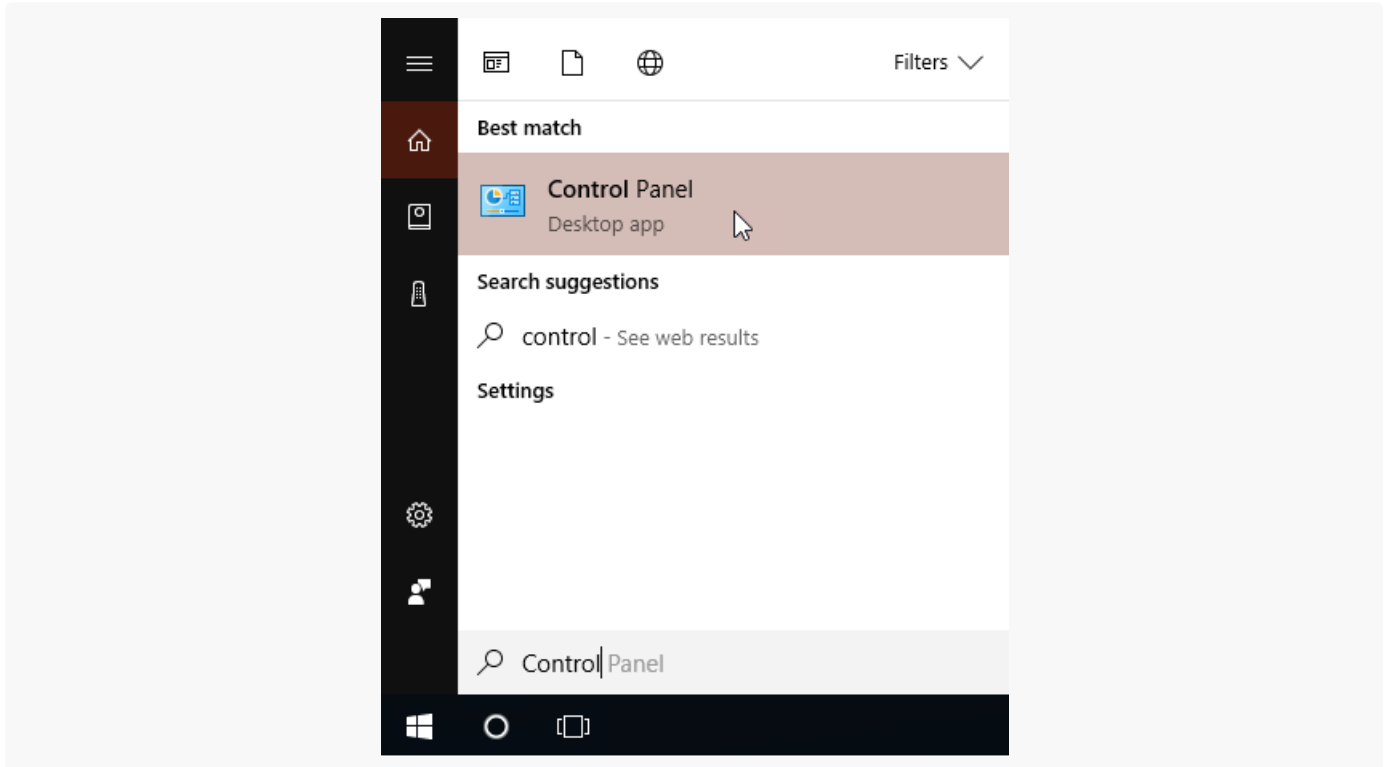 Filters
Best match
Control Panel
Desktop app
Search suggestions
control - See web results
Settings
Control Panel